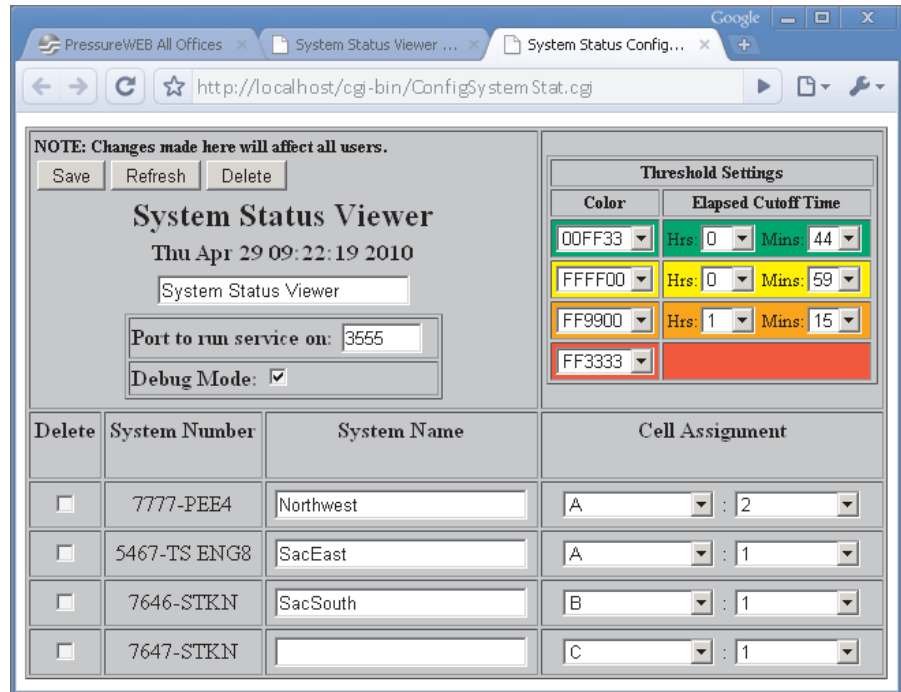 Google
PressureWEB All Offices
System Status Viewer ...
System Status Config...
http://localhost/cgi-bin/ConfigSystemStat.cgi
NOTE: Changes made here will affect all users.
Save Refresh Delete
System Status Viewer
Thu Apr 29 09:22:19 2010
System Status Viewer
Port to run service on: 3555
Debug Mode:
Threshold Settings
Color Elapsed Cutoff Time
00FF33 Hrs: 0 Mins: 44
FFFF00 Hrs: 0 Mins: 59
FF9900 Hrs: 1 Mins: 15
FF3333
Delete System Number System Name Cell Assignment
7777-PEE4 Northwest A : 2
5467-TS ENG8 SacEast A : 1
7646-STKN SacSouth B : 1
7647-STKN C : 1